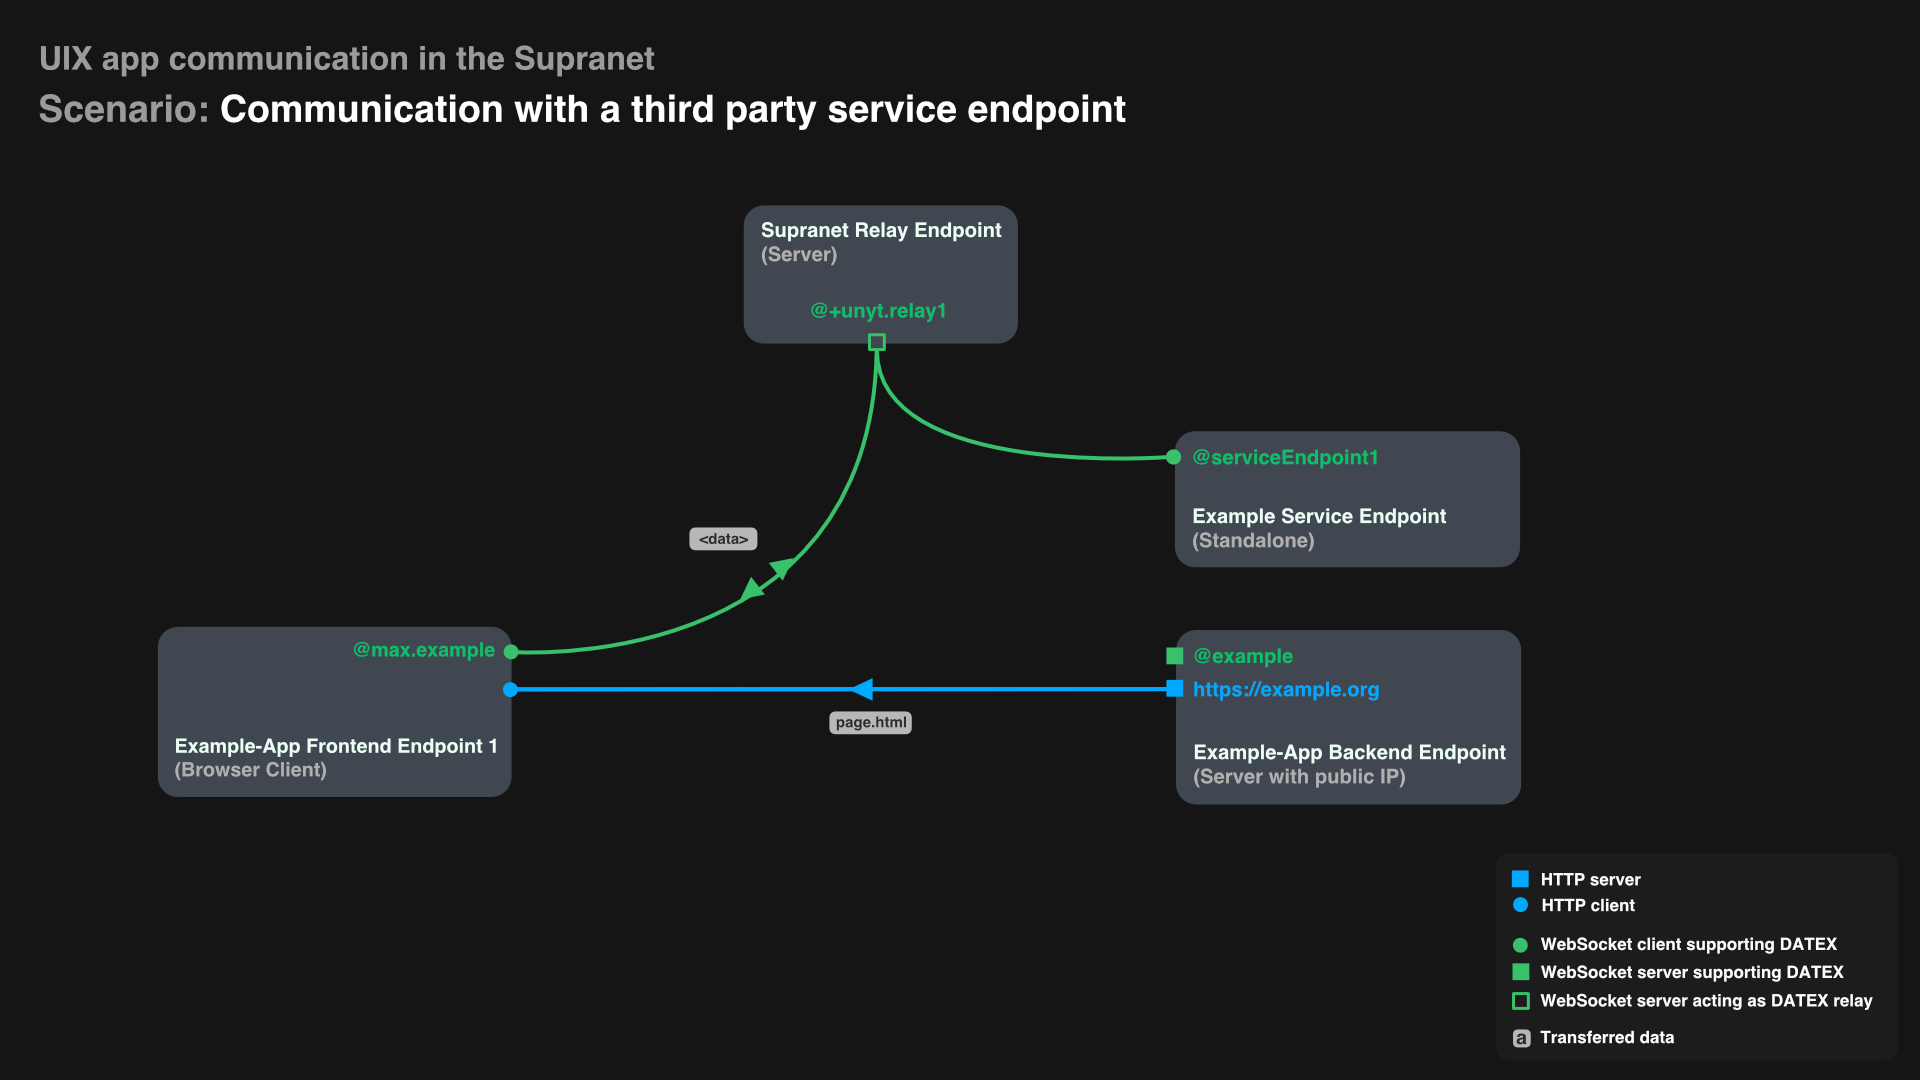 UIX app communication in the Supranet
Scenario: Communication with a third party service endpoint
Supranet Relay Endpoint
(Server)
@+unyt.relay1
@serviceEndpoint1
Example Service Endpoint
(Standalone)
<data>
@max.example
Example-App Frontend Endpoint 1
(Browser Client)
page.html
@example
https://example.org
Example-App Backend Endpoint
(Server with public IP)
HTTP server
HTTP client
WebSocket client supporting DATEX
WebSocket server supporting DATEX
WebSocket server acting as DATEX relay
a Transferred data